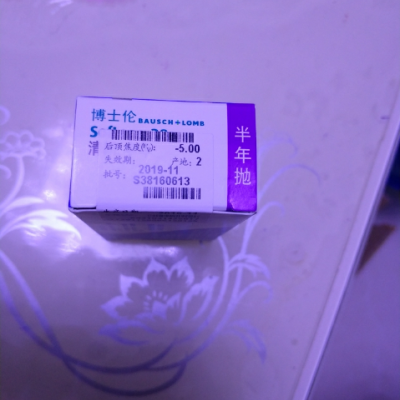 博士伦 BAUSCH+LOMB
后顶焦度(%): -5.00
失效期: 产地: 2
2019-11
批号: S38160613
半年抛